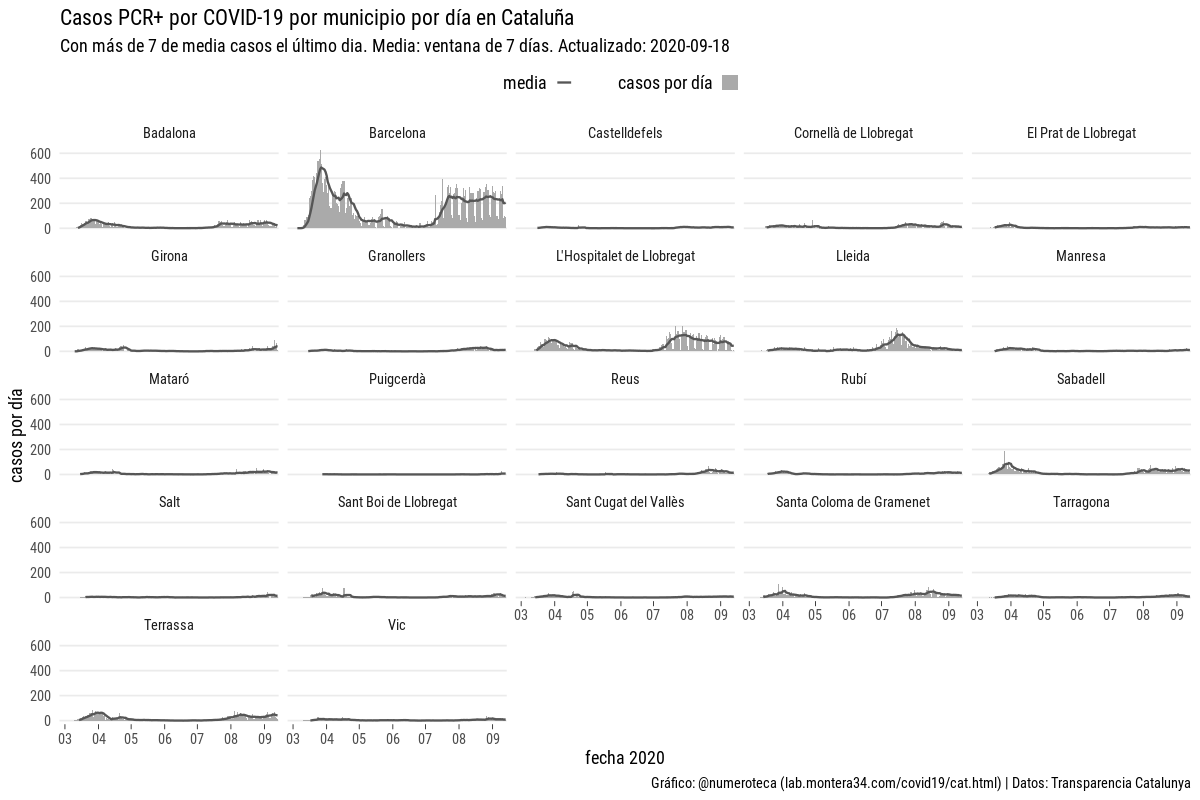 Casos PCR+ por COVID-19 por municipio por día en Cataluña
Con más de 7 de media casos el último dia. Media: ventana de 7 días. Actualizado: 2020-09-18
media casos por día
Badalona Barcelona Castelldefels Cornellà de Llobregat El Prat de Llobregat
600
400
200
0
Girona Granollers L'Hospitalet de Llobregat Lleida Manresa
600
400
200
0
casos por día
Mataró Puigcerdà Reus Rubí Sabadell
600
400
200
0
Salt Sant Boi de Llobregat Sant Cugat del Vallès Santa Coloma de Gramenet Tarragona
600
400
200
0
03 04 05 06 07 08 09 03 04 05 06 07 08 09 03 04 05 06 07 08 09
Terrassa Vic
600
400
200
0
03 04 05 06 07 08 09 03 04 05 06 07 08 09
fecha 2020
Gráfico: @numeroteca (lab.montera34.com/covid19/cat.html) | Datos: Transparencia Catalunya